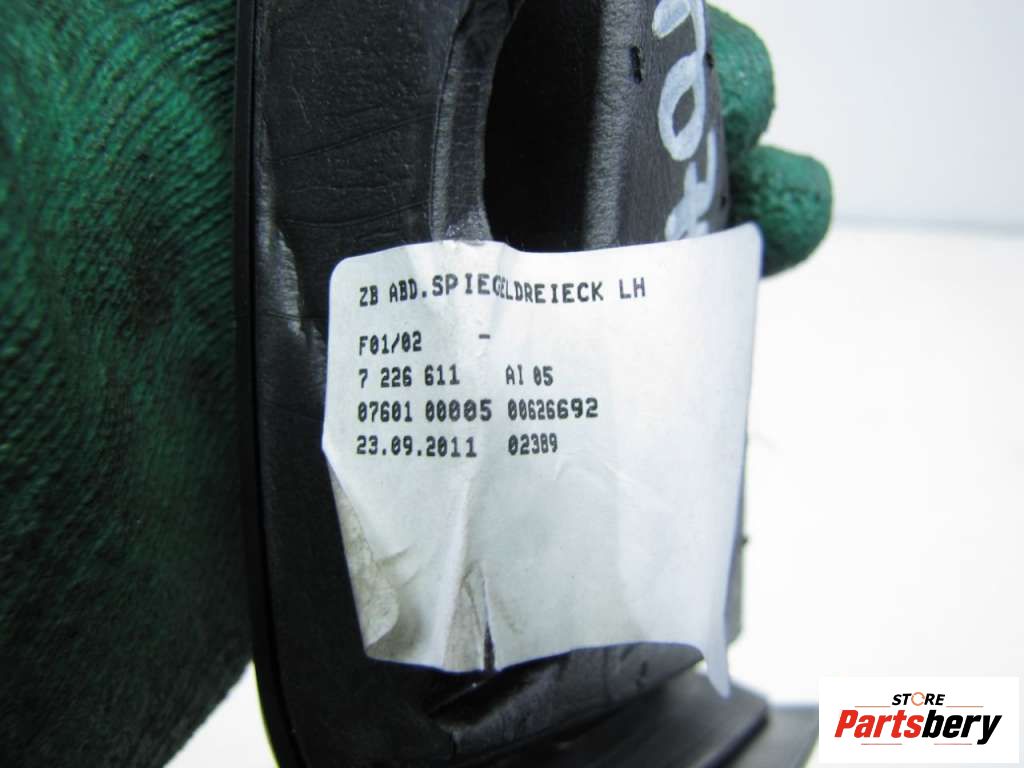 ZB ABD.SPIEGELDREIECK LH
F01/02 -
7 226 611 AI 05
07601 00005 00626692
23.09.2011 02389
STORE
Partsbery